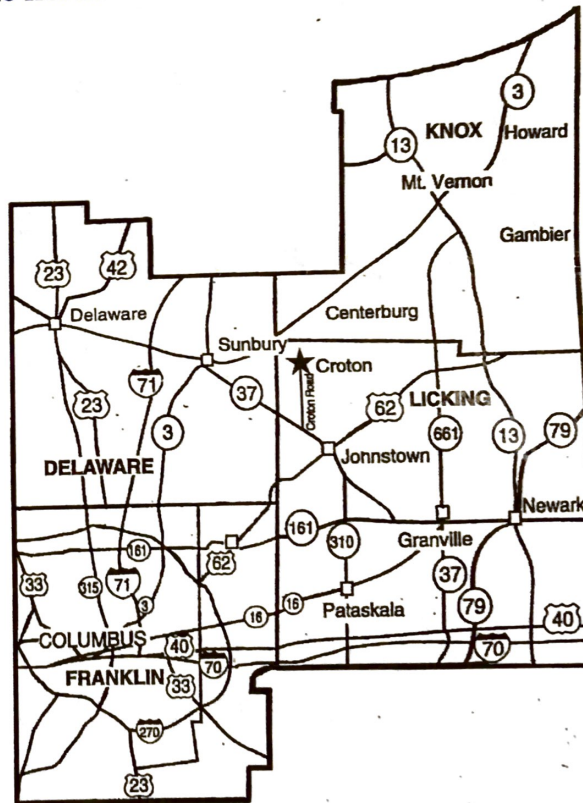 3
KNOX
Howard
13
Mt. Vernon
Gambier
23
42
Delaware
Centerburg
Sunbury
71
Croton
Croton Road
37
62
LICKING
23
3
79
661
13
DELAWARE
Johnstown
Newark
161
161
310
62
Granville
33
315
71
37
3
16
16
79
Pataskala
COLUMBUS
40
40
70
70
FRANKLIN
33
270
23